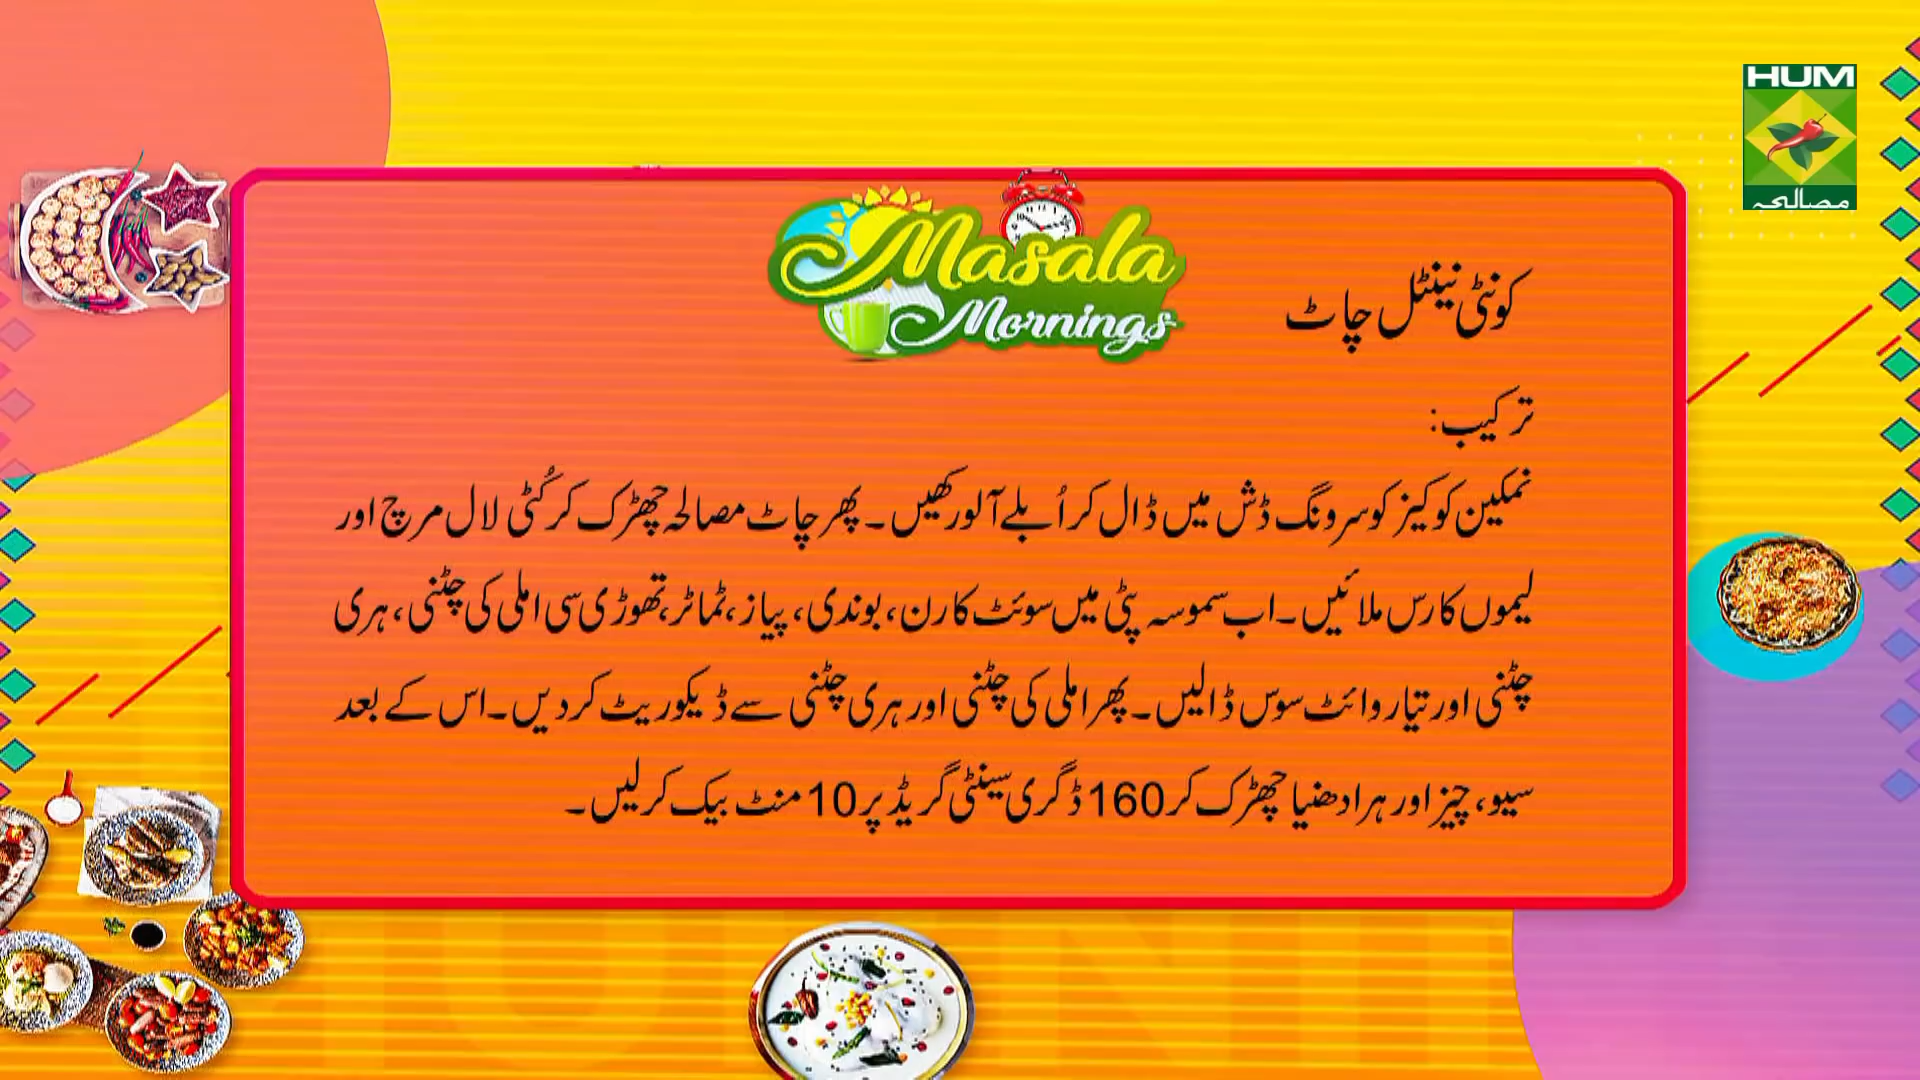 HUM
مصالحہ
Masala
Mornings
کونٹی نینٹل چاٹ
ترکیب:
نمکین کوکیز کو سرونگ ڈش میں ڈال کر اُبلے آلو رکھیں۔ پھر چاٹ مصالحہ چھڑک کر کُٹی لال مرچ اور
لیموں کا رس ملائیں۔ اب سموسہ پٹی میں سوئٹ کارن، بوندی، پیاز، ٹماٹر، تھوڑی سی املی کی چٹنی، ہری
چٹنی اور تیار وائٹ سوس ڈالیں۔ پھر املی کی چٹنی اور ہری چٹنی سے ڈیکوریٹ کردیں۔ اس کے بعد
سیو، چیز اور ہرا دھنیا چھڑک کر 160 ڈگری سینٹی گریڈ پر 10 منٹ بیک کرلیں۔